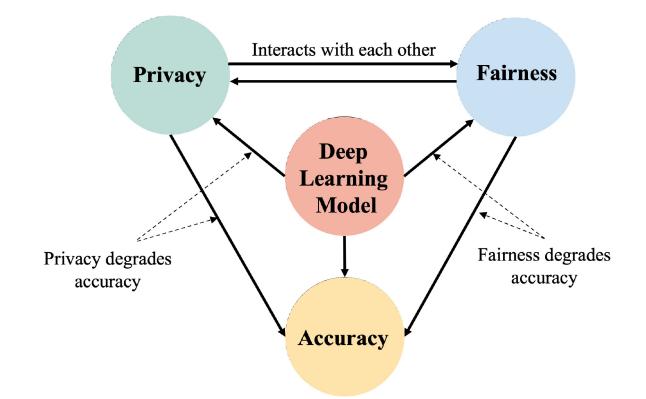 Interacts with each other
Privacy
Fairness
Deep
Learning
Model
Privacy degrades
accuracy
Fairness degrades
accuracy
Accuracy